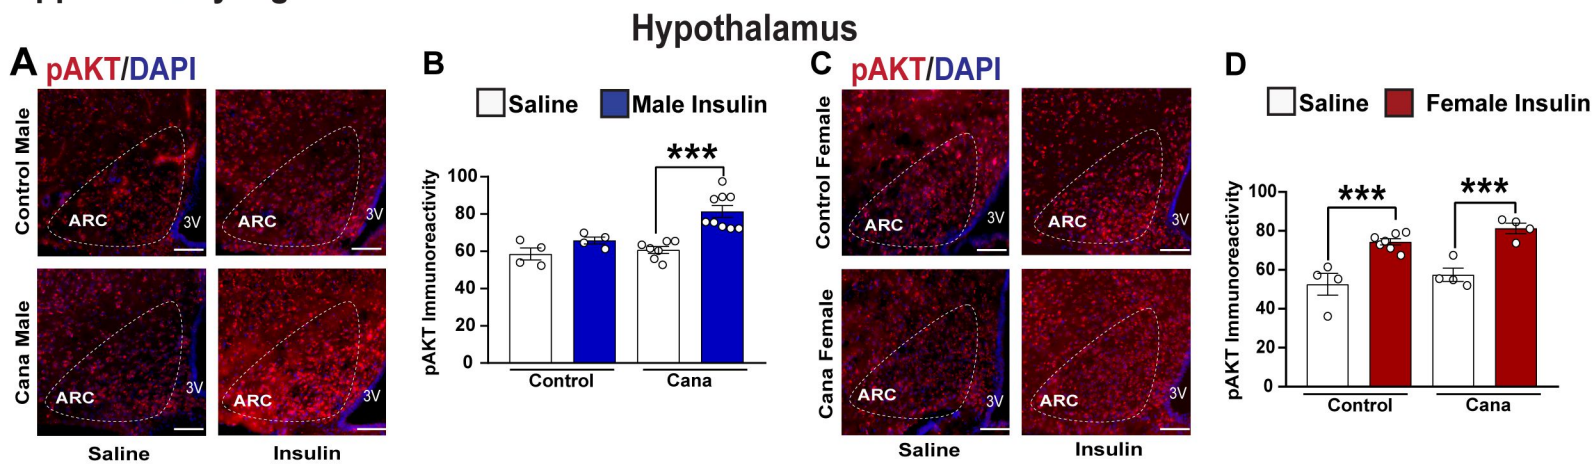 Hypothalamus
A pAKT/DAPI
Control Male
ARC
3V
ARC
3V
Cana Male
ARC
3V
ARC
3V
Saline
Insulin
B
Saline
Male Insulin
***
pAKT Immunoreactivity
100
80
60
40
20
0
Control
Cana
C pAKT/DAPI
Control Female
ARC
3V
ARC
3V
Cana Female
ARC
3V
ARC
3V
Saline
Insulin
D
Saline
Female Insulin
***
***
pAKT Immunoreactivity
100
80
60
40
20
0
Control
Cana